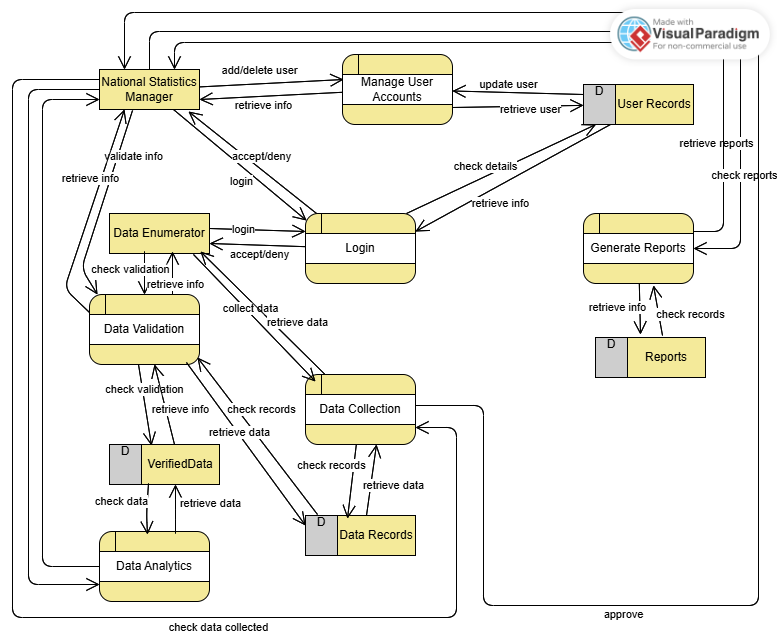 Made with
VisualParadigm
For non-commercial use
National Statistics
Manager
add/delete user
retrieve info
Manage User
Accounts
update user
retrieve user
D
User Records
retrieve reports
check reports
validate info
retrieve info
accept/deny
login
check details
retrieve info
Data Enumerator
login
accept/deny
Login
Generate Reports
check validation
retrieve info
collect data
retrieve data
retrieve info
check records
Data Validation
D
Reports
check validation
retrieve info
check records
retrieve data
Data Collection
D
VerifiedData
check records
retrieve data
check data
retrieve data
D
Data Records
Data Analytics
approve
check data collected